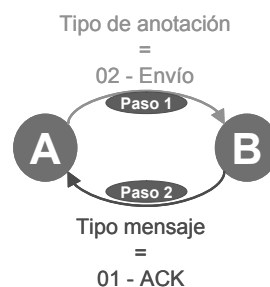 Tipo de anotación
=
02 - Envío
Paso 1
A
B
Paso 2
Tipo mensaje
=
01 - ACK